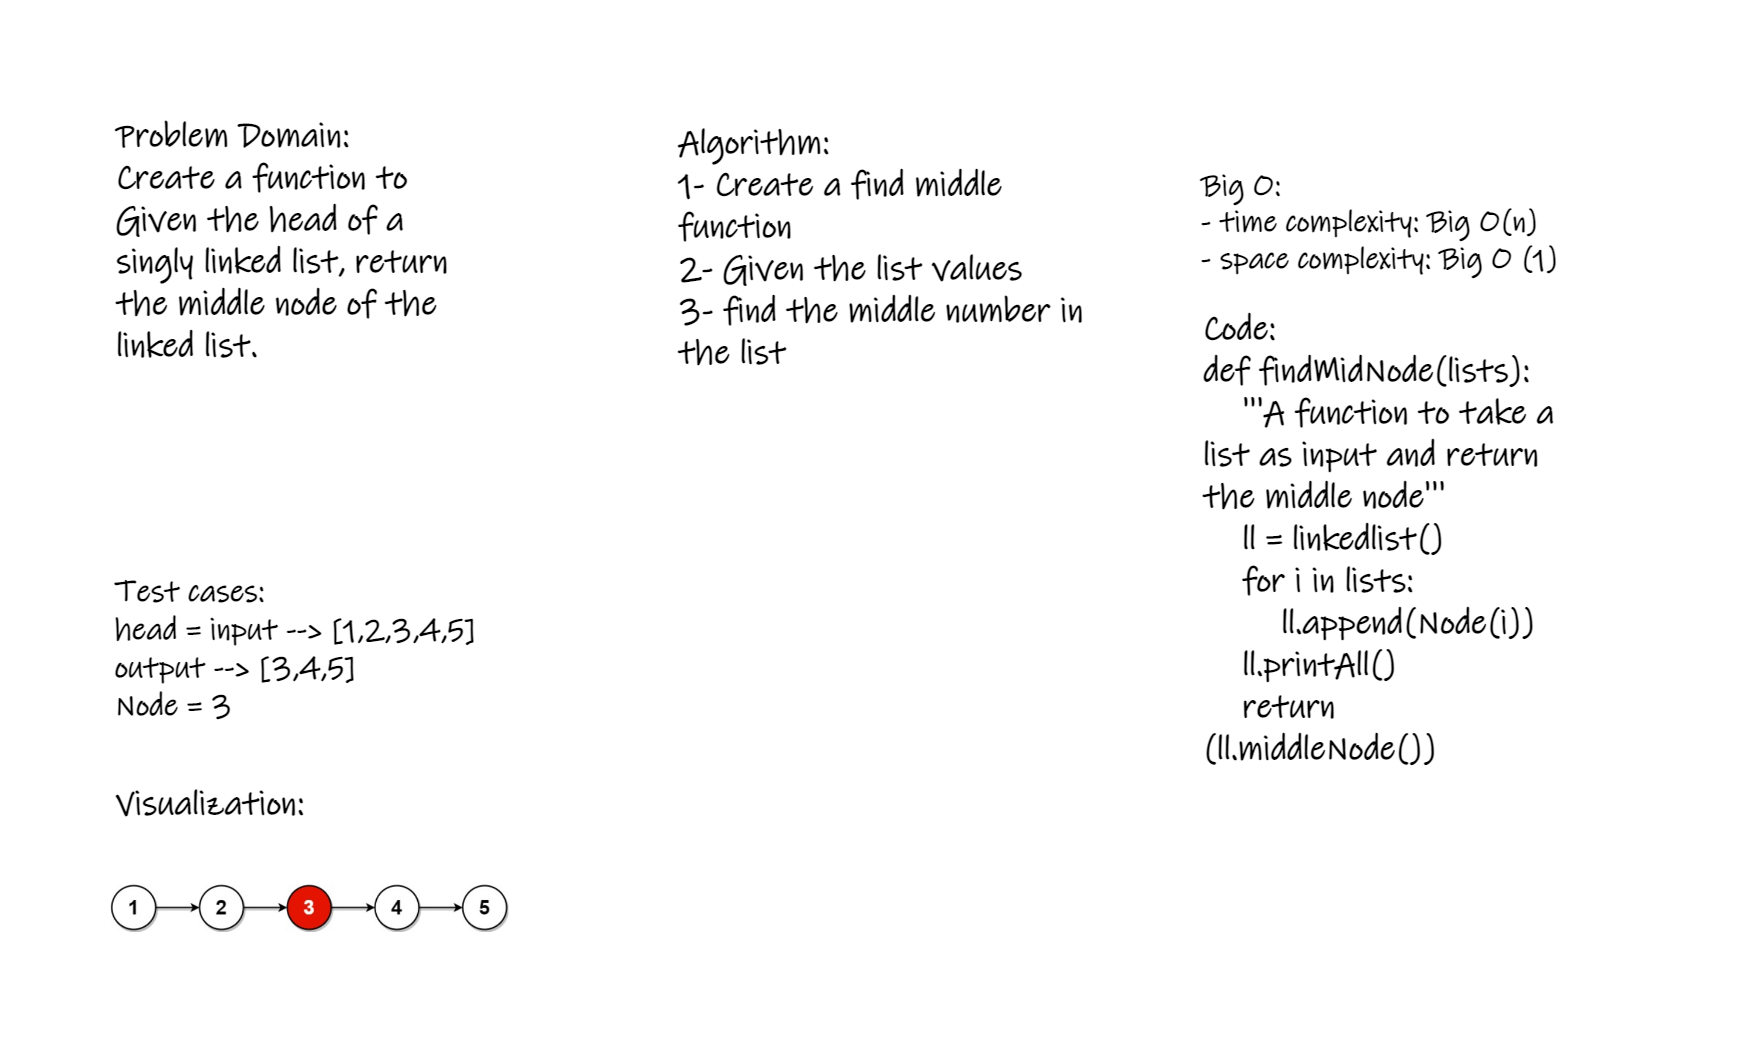 Problem Domain:
Create a function to
Given the head of a
singly linked list, return
the middle node of the
linked list.
Test cases:
head = input --> [1,2,3,4,5]
output --> [3,4,5]
Node = 3
Visualization:
1 2 3 4 5
Algorithm:
1- Create a find middle
function
2- Given the list values
3- find the middle number in
the list
Big O:
- time complexity: Big O(n)
- space complexity: Big O (1)
Code:
def findMidNode(lists):
'''A function to take a
list as input and return
the middle node'''
ll = linkedlist()
for i in lists:
ll.append(Node(i))
ll.printAll()
return
(ll.middleNode())